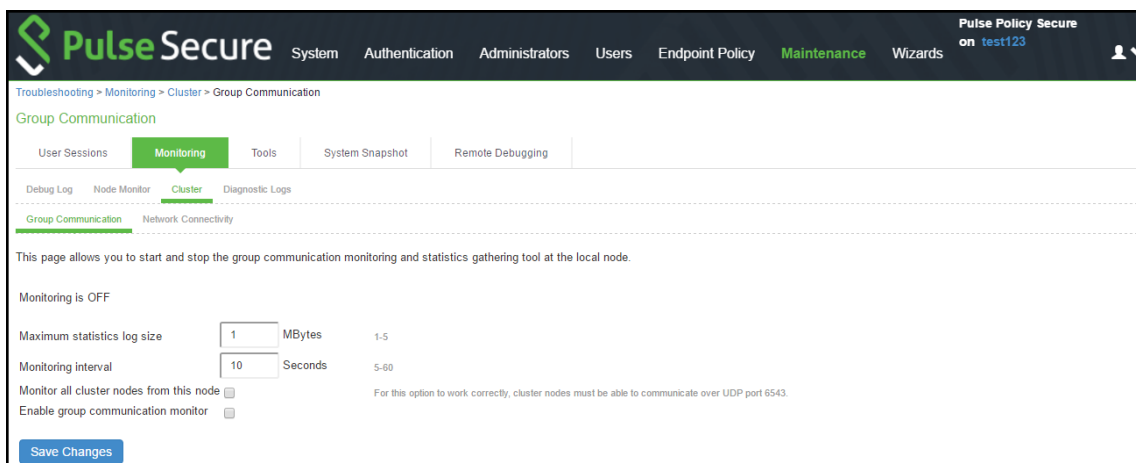 Pulse Secure
System Authentication Administrators Users Endpoint Policy Maintenance Wizards
Pulse Policy Secure
on test123
Troubleshooting > Monitoring > Cluster > Group Communication
Group Communication
User Sessions Monitoring Tools System Snapshot Remote Debugging
Debug Log Node Monitor Cluster Diagnostic Logs
Group Communication Network Connectivity
This page allows you to start and stop the group communication monitoring and statistics gathering tool at the local node.
Monitoring is OFF
Maximum statistics log size 1 MBytes 1-5
Monitoring interval 10 Seconds 5-60
Monitor all cluster nodes from this node For this option to work correctly, cluster nodes must be able to communicate over UDP port 6543.
Enable group communication monitor
Save Changes